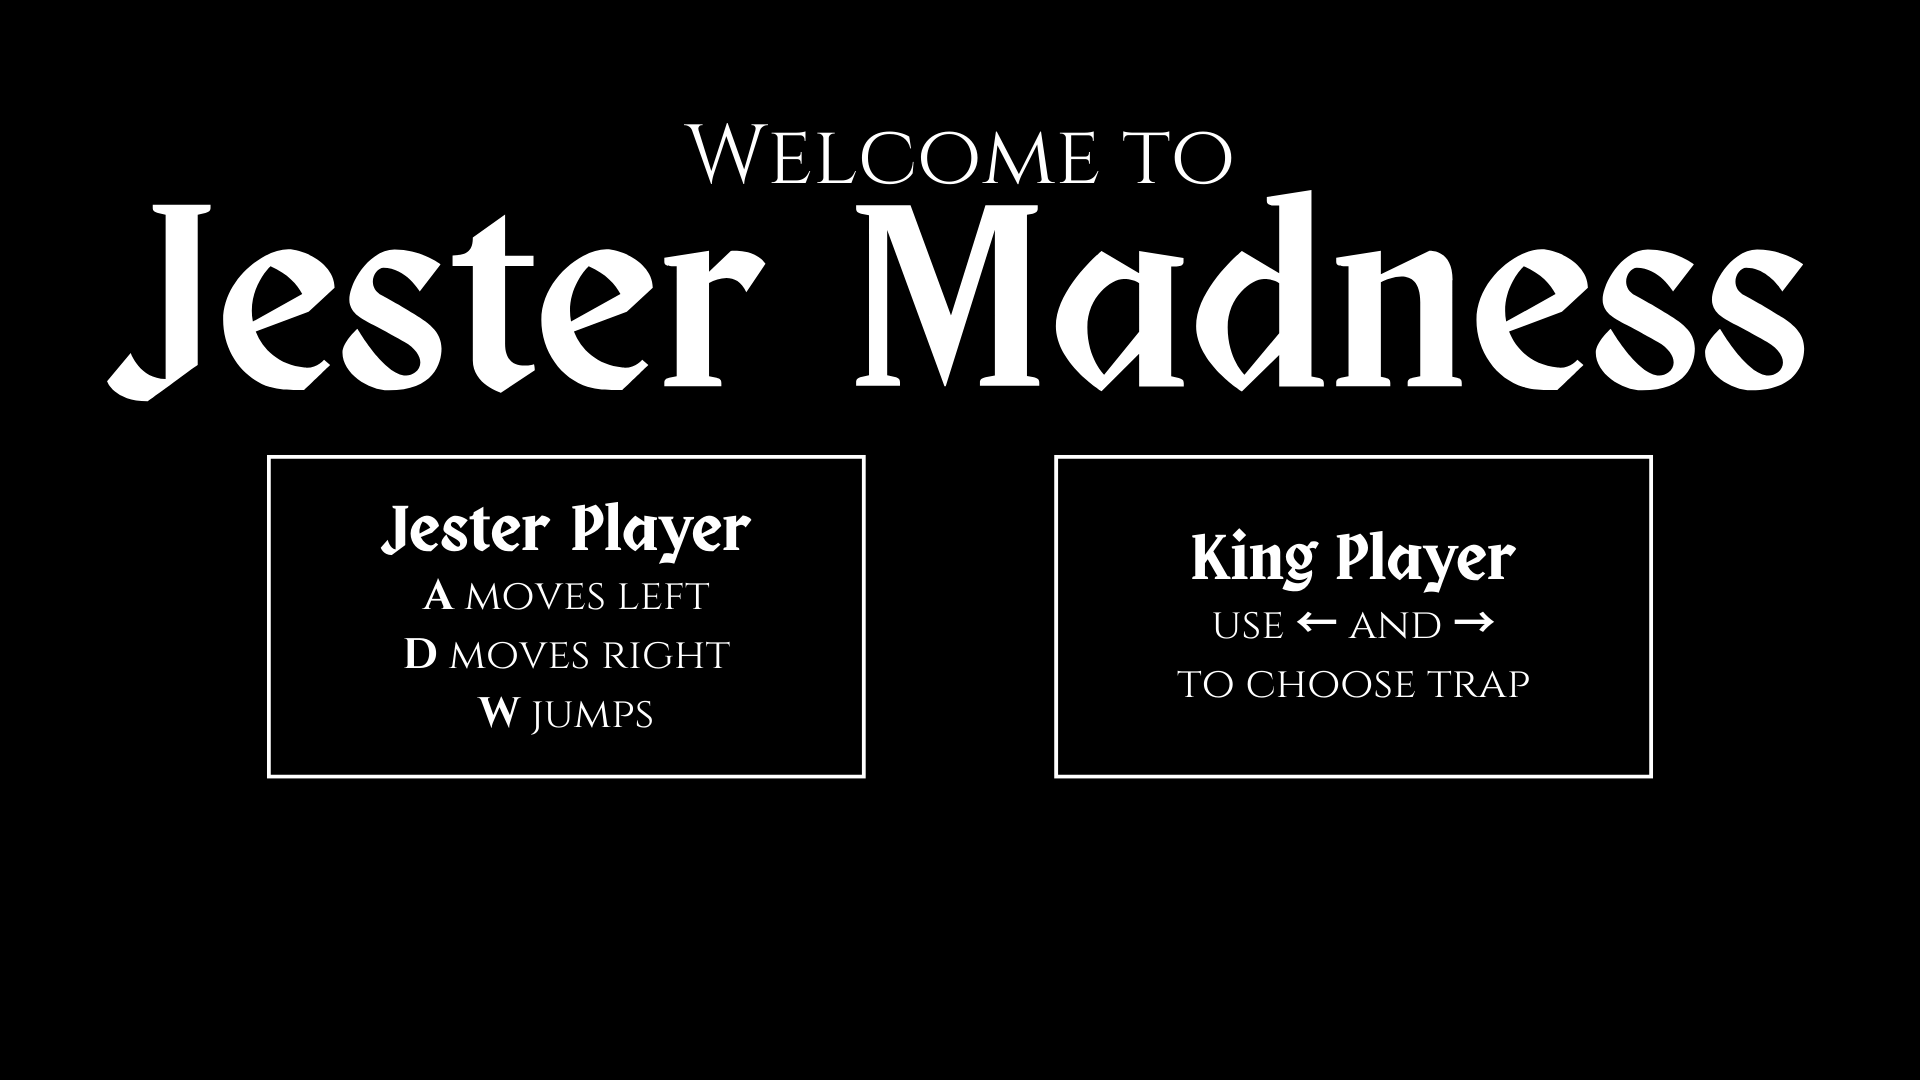 Welcome to
Jester Madness
Jester Player
A moves left
D moves right
W jumps
King Player
use ← and →
to choose trap